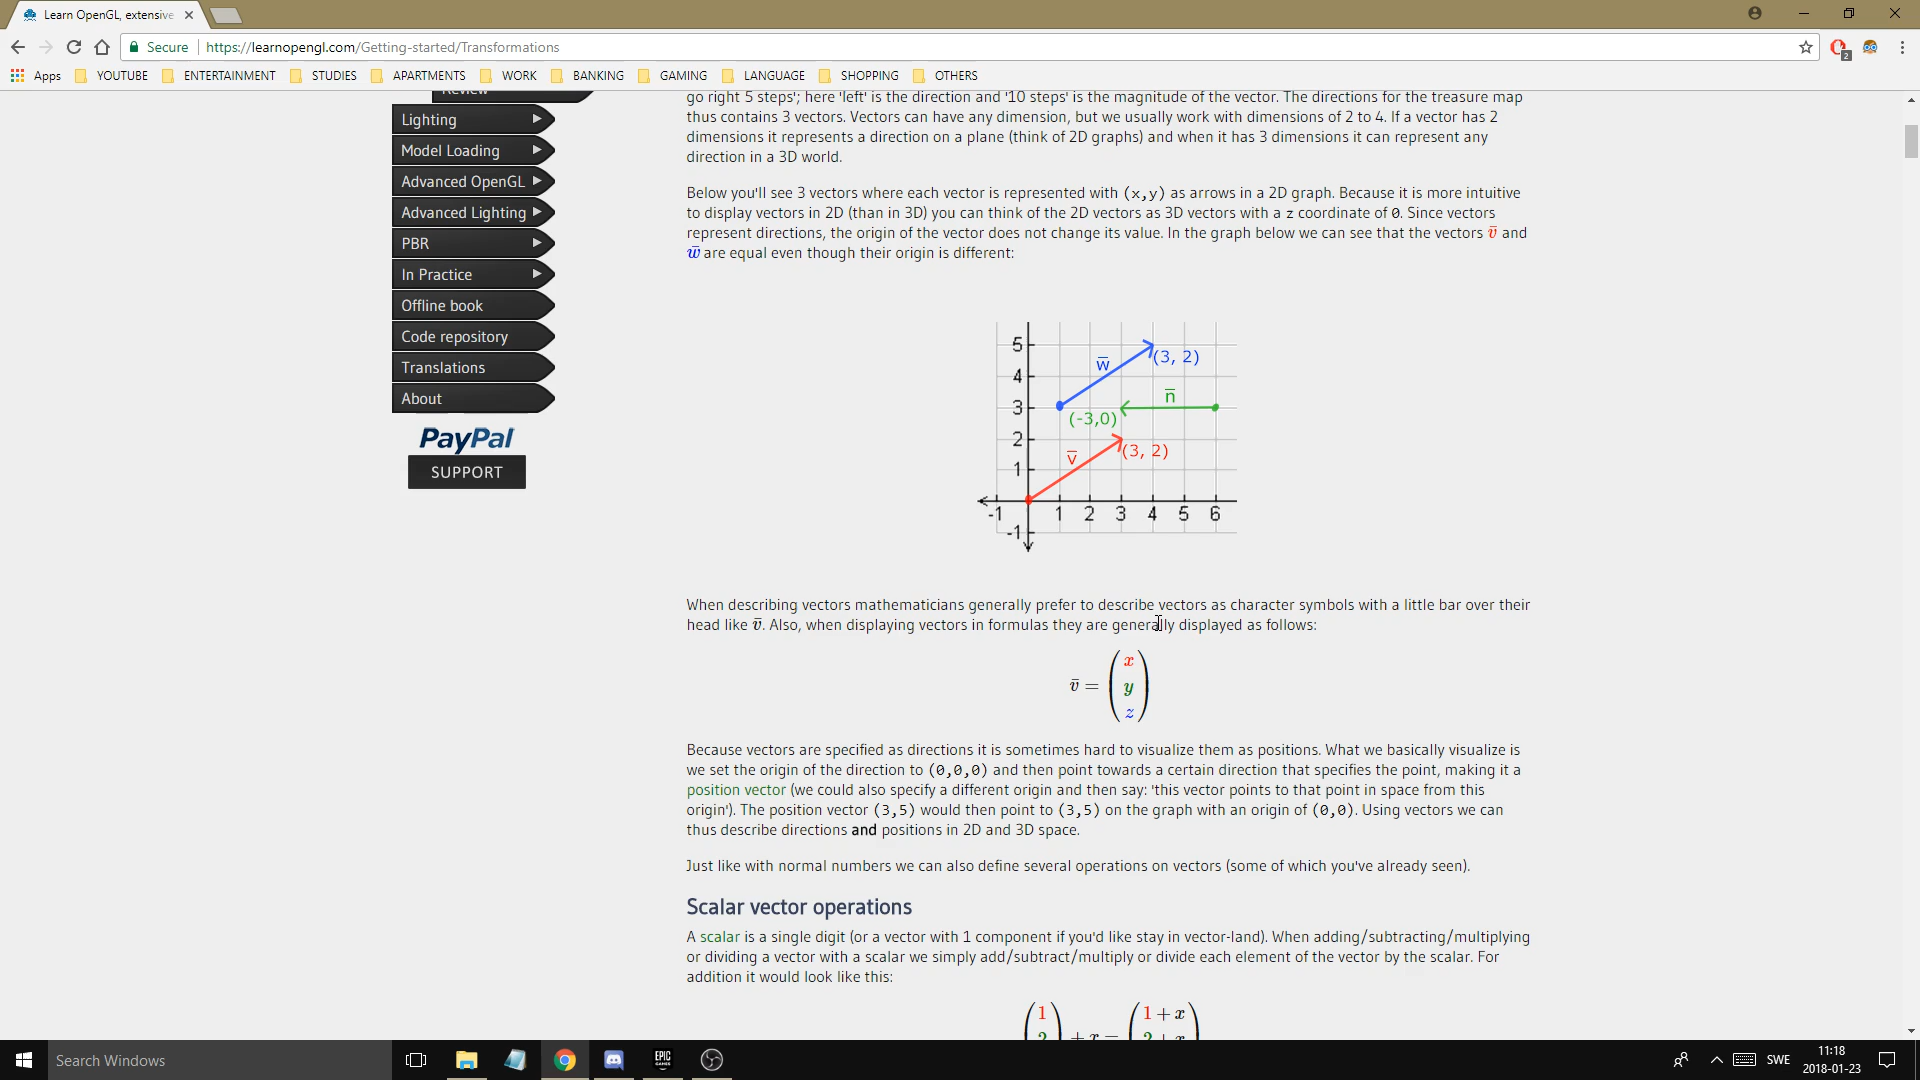 Learn OpenGL, extensive
Secure https://learnopengl.com/Getting-started/Transformations
2
Apps YOUTUBE ENTERTAINMENT STUDIES APARTMENTS WORK BANKING GAMING LANGUAGE SHOPPING OTHERS
Review
Lighting
Model Loading
Advanced OpenGL
Advanced Lighting
PBR
In Practice
Offline book
Code repository
Translations
About
PayPal
SUPPORT
go right 5 steps'; here 'left' is the direction and '10 steps' is the magnitude of the vector. The directions for the treasure map
thus contains 3 vectors. Vectors can have any dimension, but we usually work with dimensions of 2 to 4. If a vector has 2
dimensions it represents a direction on a plane (think of 2D graphs) and when it has 3 dimensions it can represent any
direction in a 3D world.
Below you'll see 3 vectors where each vector is represented with (x,y) as arrows in a 2D graph. Because it is more intuitive
to display vectors in 2D (than in 3D) you can think of the 2D vectors as 3D vectors with a z coordinate of 0. Since vectors
represent directions, the origin of the vector does not change its value. In the graph below we can see that the vectors v̄ and
w̄ are equal even though their origin is different:
5
w̄ (3, 2)
4
n̄
3
(-3,0)
2
v̄ (3, 2)
1
-1 1 2 3 4 5 6
-1
When describing vectors mathematicians generally prefer to describe vectors as character symbols with a little bar over their
head like v̄. Also, when displaying vectors in formulas they are generally displayed as follows:
x
v̄ = y
z
Because vectors are specified as directions it is sometimes hard to visualize them as positions. What we basically visualize is
we set the origin of the direction to (0,0,0) and then point towards a certain direction that specifies the point, making it a
position vector (we could also specify a different origin and then say: 'this vector points to that point in space from this
origin'). The position vector (3,5) would then point to (3,5) on the graph with an origin of (0,0). Using vectors we can
thus describe directions and positions in 2D and 3D space.
Just like with normal numbers we can also define several operations on vectors (some of which you've already seen).
Scalar vector operations
A scalar is a single digit (or a vector with 1 component if you'd like stay in vector-land). When adding/subtracting/multiplying
or dividing a vector with a scalar we simply add/subtract/multiply or divide each element of the vector by the scalar. For
addition it would look like this:
1 1 + x
2 + x = 2 + x
Search Windows
EPIC GAMES
SWE
11:18
2018-01-23